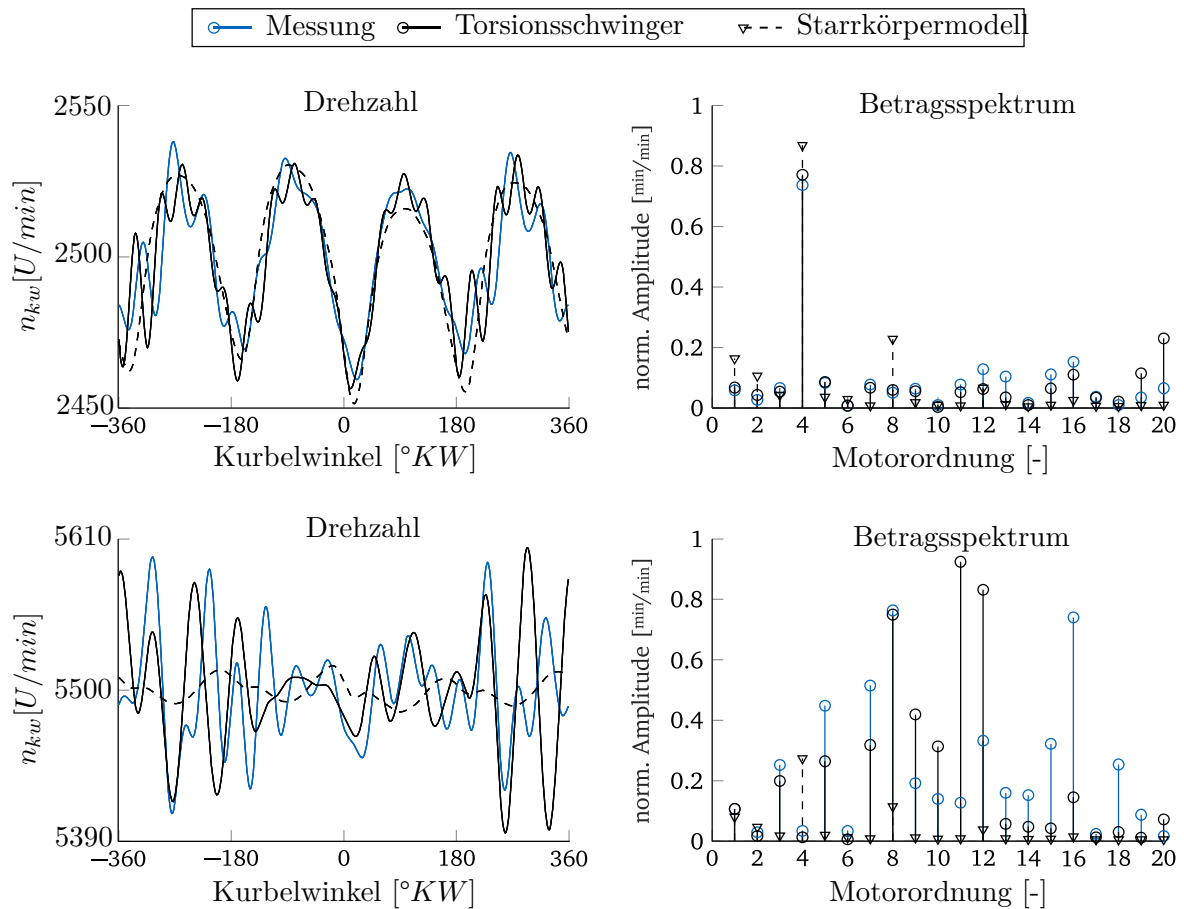 Messung Torsionsschwinger Starrkörpermodell
Drehzahl
2550
2500
2450
n_kw[U/min]
−360 −180 0 180 360
Kurbelwinkel [°KW]
Betragsspektrum
1
0.8
0.6
0.4
0.2
0
norm. Amplitude [min/min]
0 2 4 6 8 10 12 14 16 18 20
Motorordnung [-]
Drehzahl
5610
5500
5390
n_kw[U/min]
−360 −180 0 180 360
Kurbelwinkel [°KW]
Betragsspektrum
1
0.8
0.6
0.4
0.2
0
norm. Amplitude [min/min]
0 2 4 6 8 10 12 14 16 18 20
Motorordnung [-]